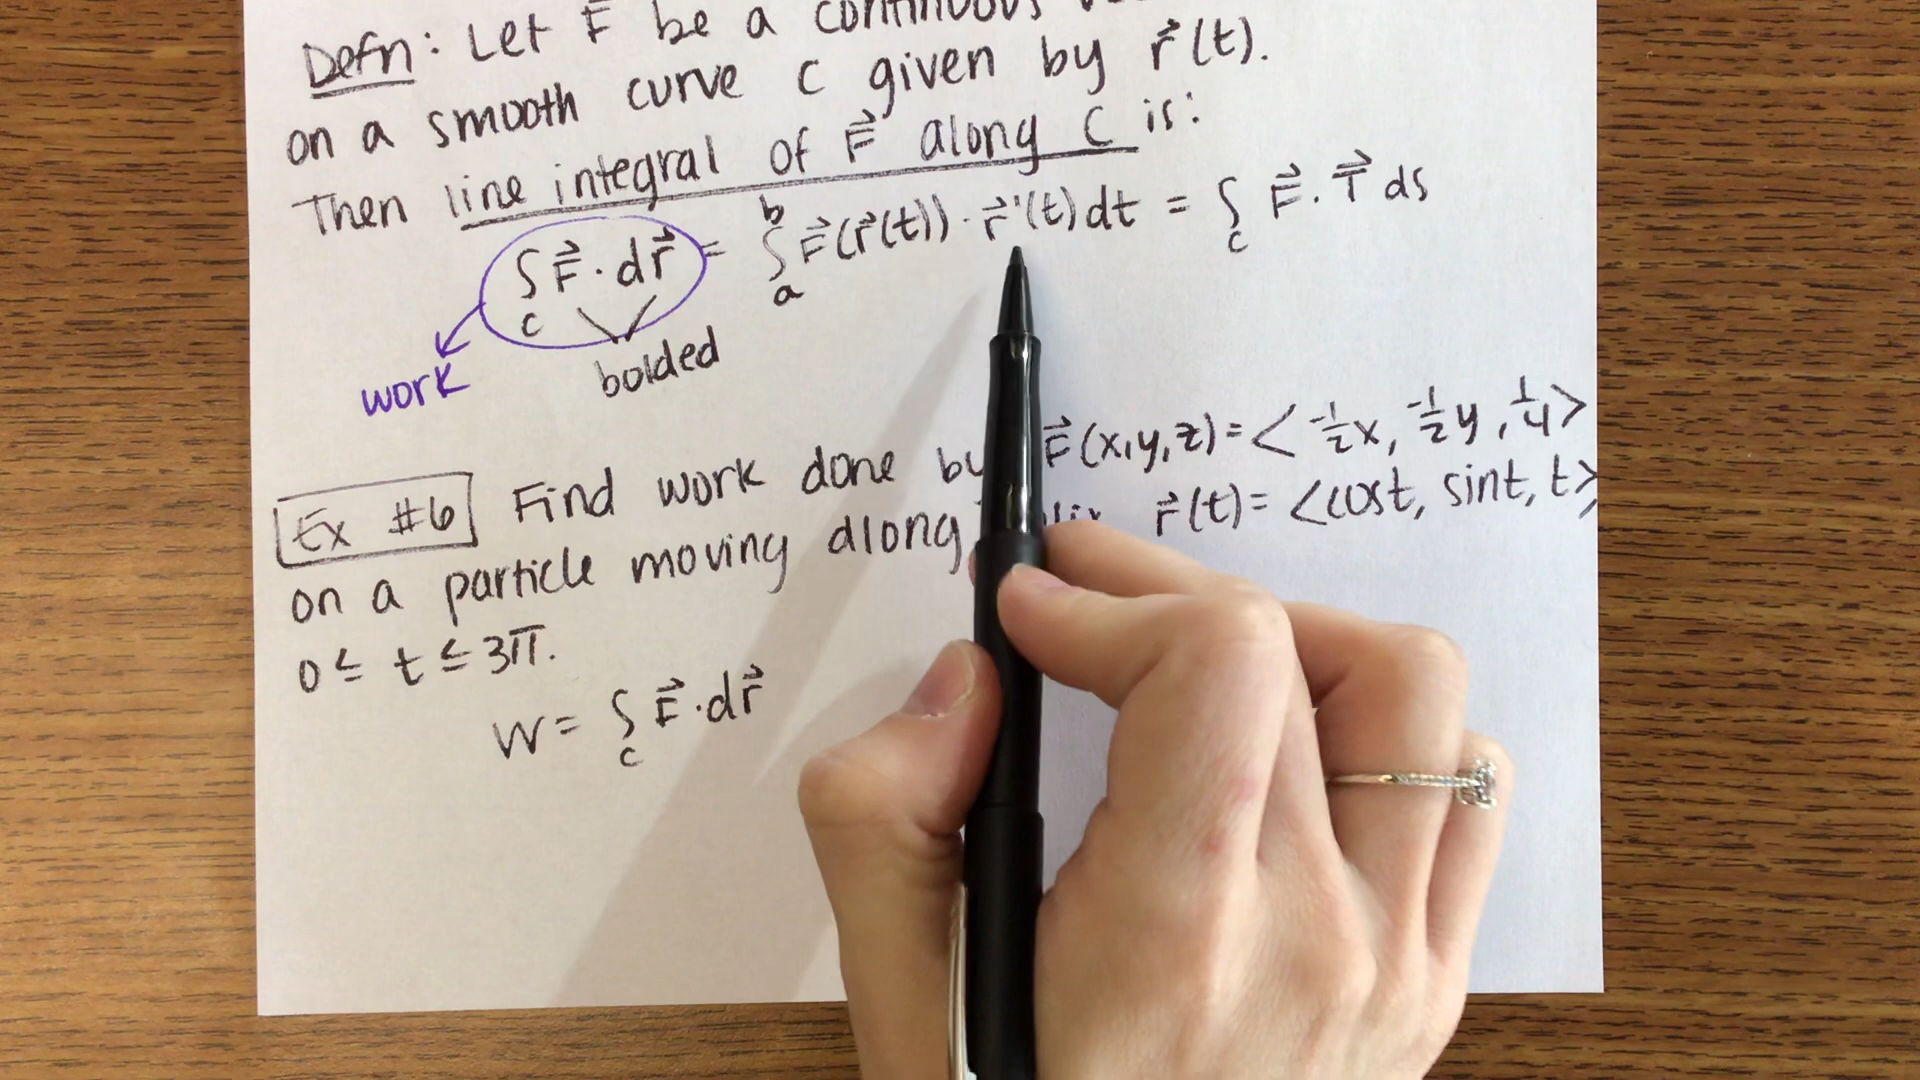 Defn: Let F⃗ be a continuous
on a smooth curve C given by r⃗(t).
Then line integral of F⃗ along C is:
∫_C F⃗ · dr⃗ = ∫_a^b F⃗(r⃗(t)) · r⃗'(t) dt = ∫_C F⃗ · T⃗ ds
work
bolded
Ex #6 Find work done by F⃗(x,y,z) = <-1/2 x, -1/2 y, 1/4>
on a particle moving along r⃗(t) = <cost, sint, t>
0 ≤ t ≤ 3π.
W = ∫_C F⃗ · dr⃗